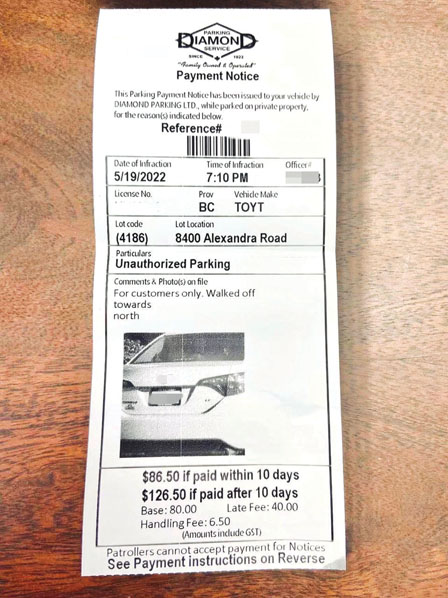 PARKING
DIAMOND
SERVICE
SINCE 1922
"Family Owned & Operated"
Payment Notice
This Parking Payment Notice has been issued to your vehicle by
DIAMOND PARKING LTD., while parked on private property,
for the reason(s) indicated below.
Reference#
Date of Infraction Time of Infraction Officer#
5/19/2022 7:10 PM
License No. Prov Vehicle Make
BC TOYT
Lot code Lot Location
(4186) 8400 Alexandra Road
Particulars
Unauthorized Parking
Comments & Photo(s) on file
For customers only. Walked off
towards
north
$86.50 if paid within 10 days
$126.50 if paid after 10 days
Base: 80.00 Late Fee: 40.00
Handling Fee: 6.50
(Amounts include GST)
Patrollers cannot accept payment for Notices
See Payment instructions on Reverse